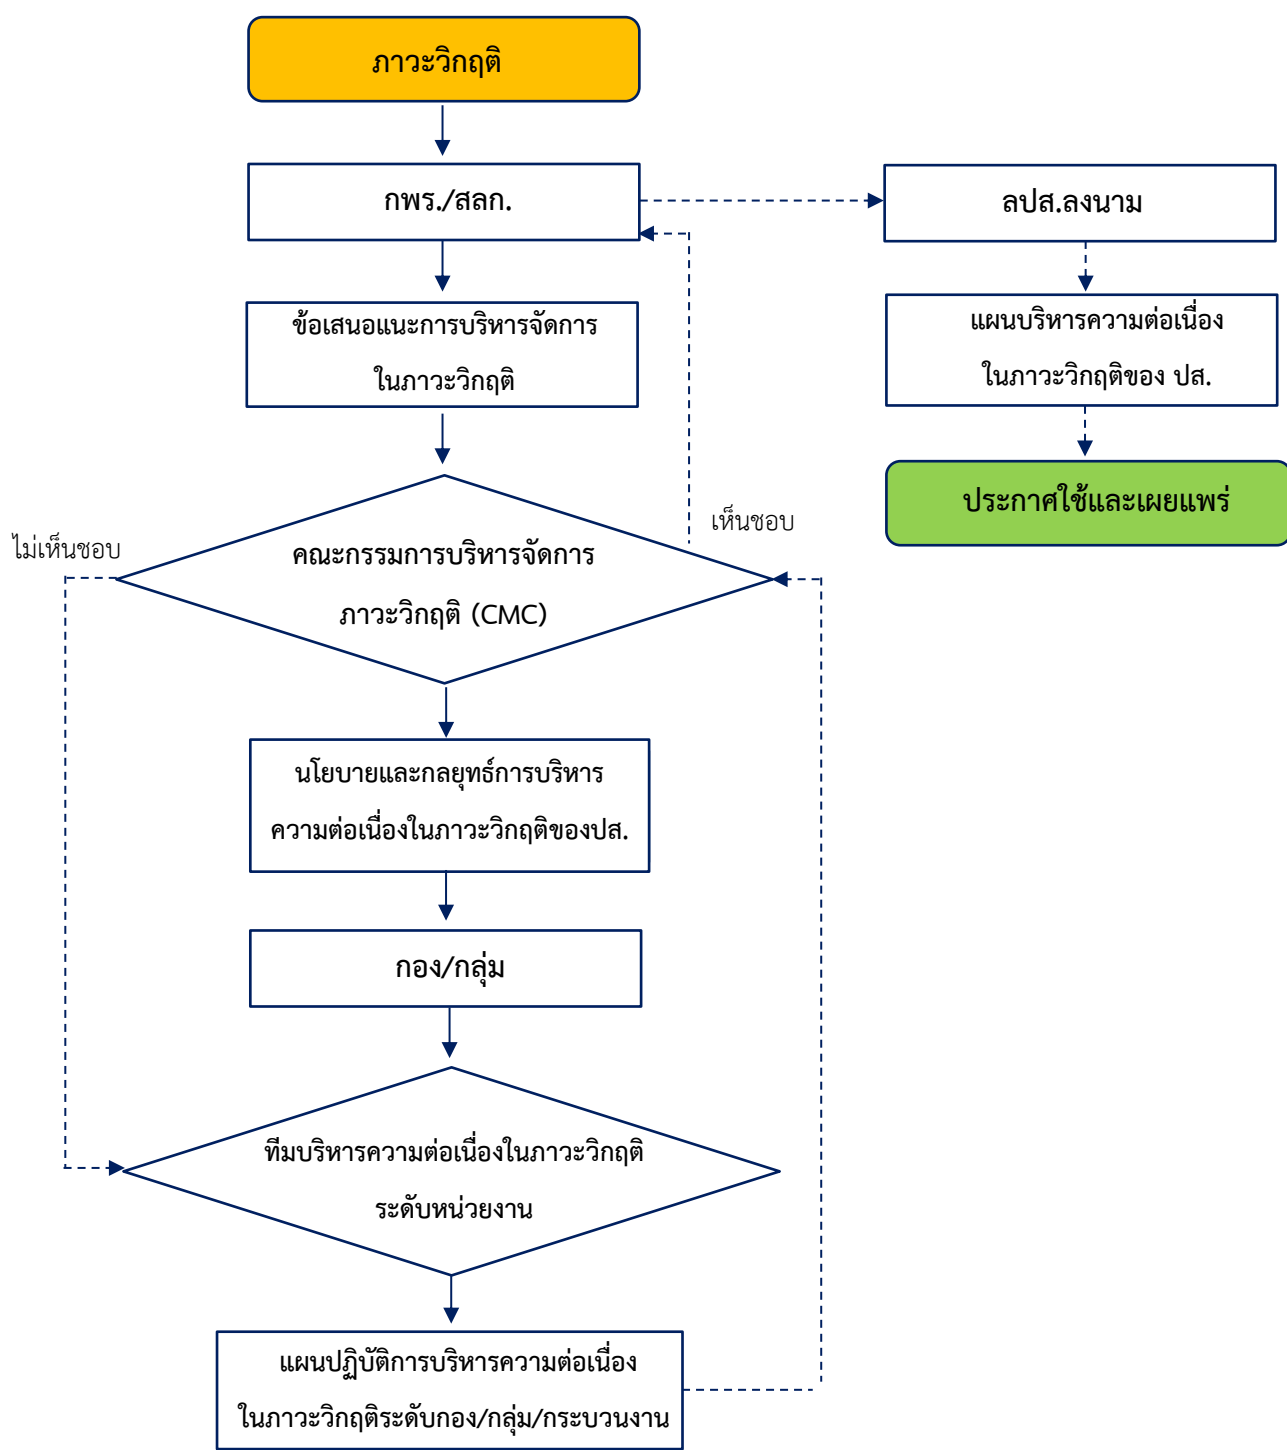 ภาวะวิกฤติ
กพร./สลก.
ลปส.ลงนาม
ข้อเสนอแนะการบริหารจัดการ
ในภาวะวิกฤติ
แผนบริหารความต่อเนื่อง
ในภาวะวิกฤติของ ปส.
ประกาศใช้และเผยแพร่
เห็นชอบ
ไม่เห็นชอบ
คณะกรรมการบริหารจัดการ
ภาวะวิกฤติ (CMC)
นโยบายและกลยุทธ์การบริหาร
ความต่อเนื่องในภาวะวิกฤติของปส.
กอง/กลุ่ม
ทีมบริหารความต่อเนื่องในภาวะวิกฤติ
ระดับหน่วยงาน
แผนปฏิบัติการบริหารความต่อเนื่อง
ในภาวะวิกฤติระดับกอง/กลุ่ม/กระบวนงาน